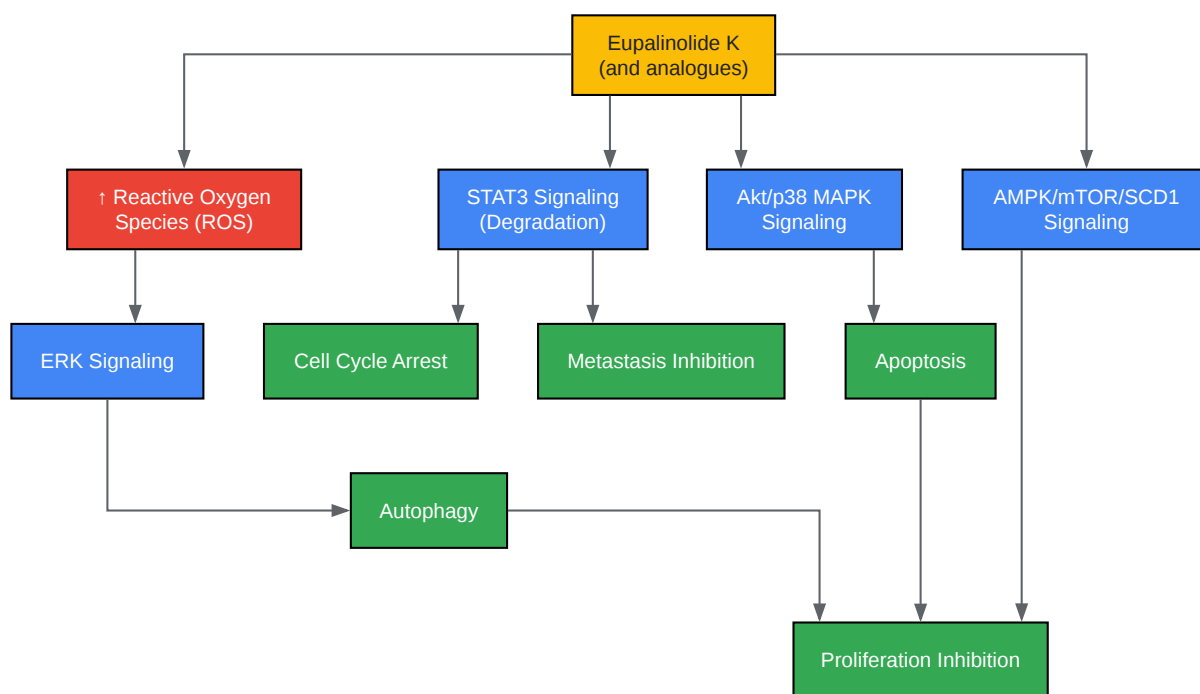 Eupalinolide K
(and analogues)
↑ Reactive Oxygen
Species (ROS)
STAT3 Signaling
(Degradation)
Akt/p38 MAPK
Signaling
AMPK/mTOR/SCD1
Signaling
ERK Signaling
Cell Cycle Arrest
Metastasis Inhibition
Apoptosis
Autophagy
Proliferation Inhibition